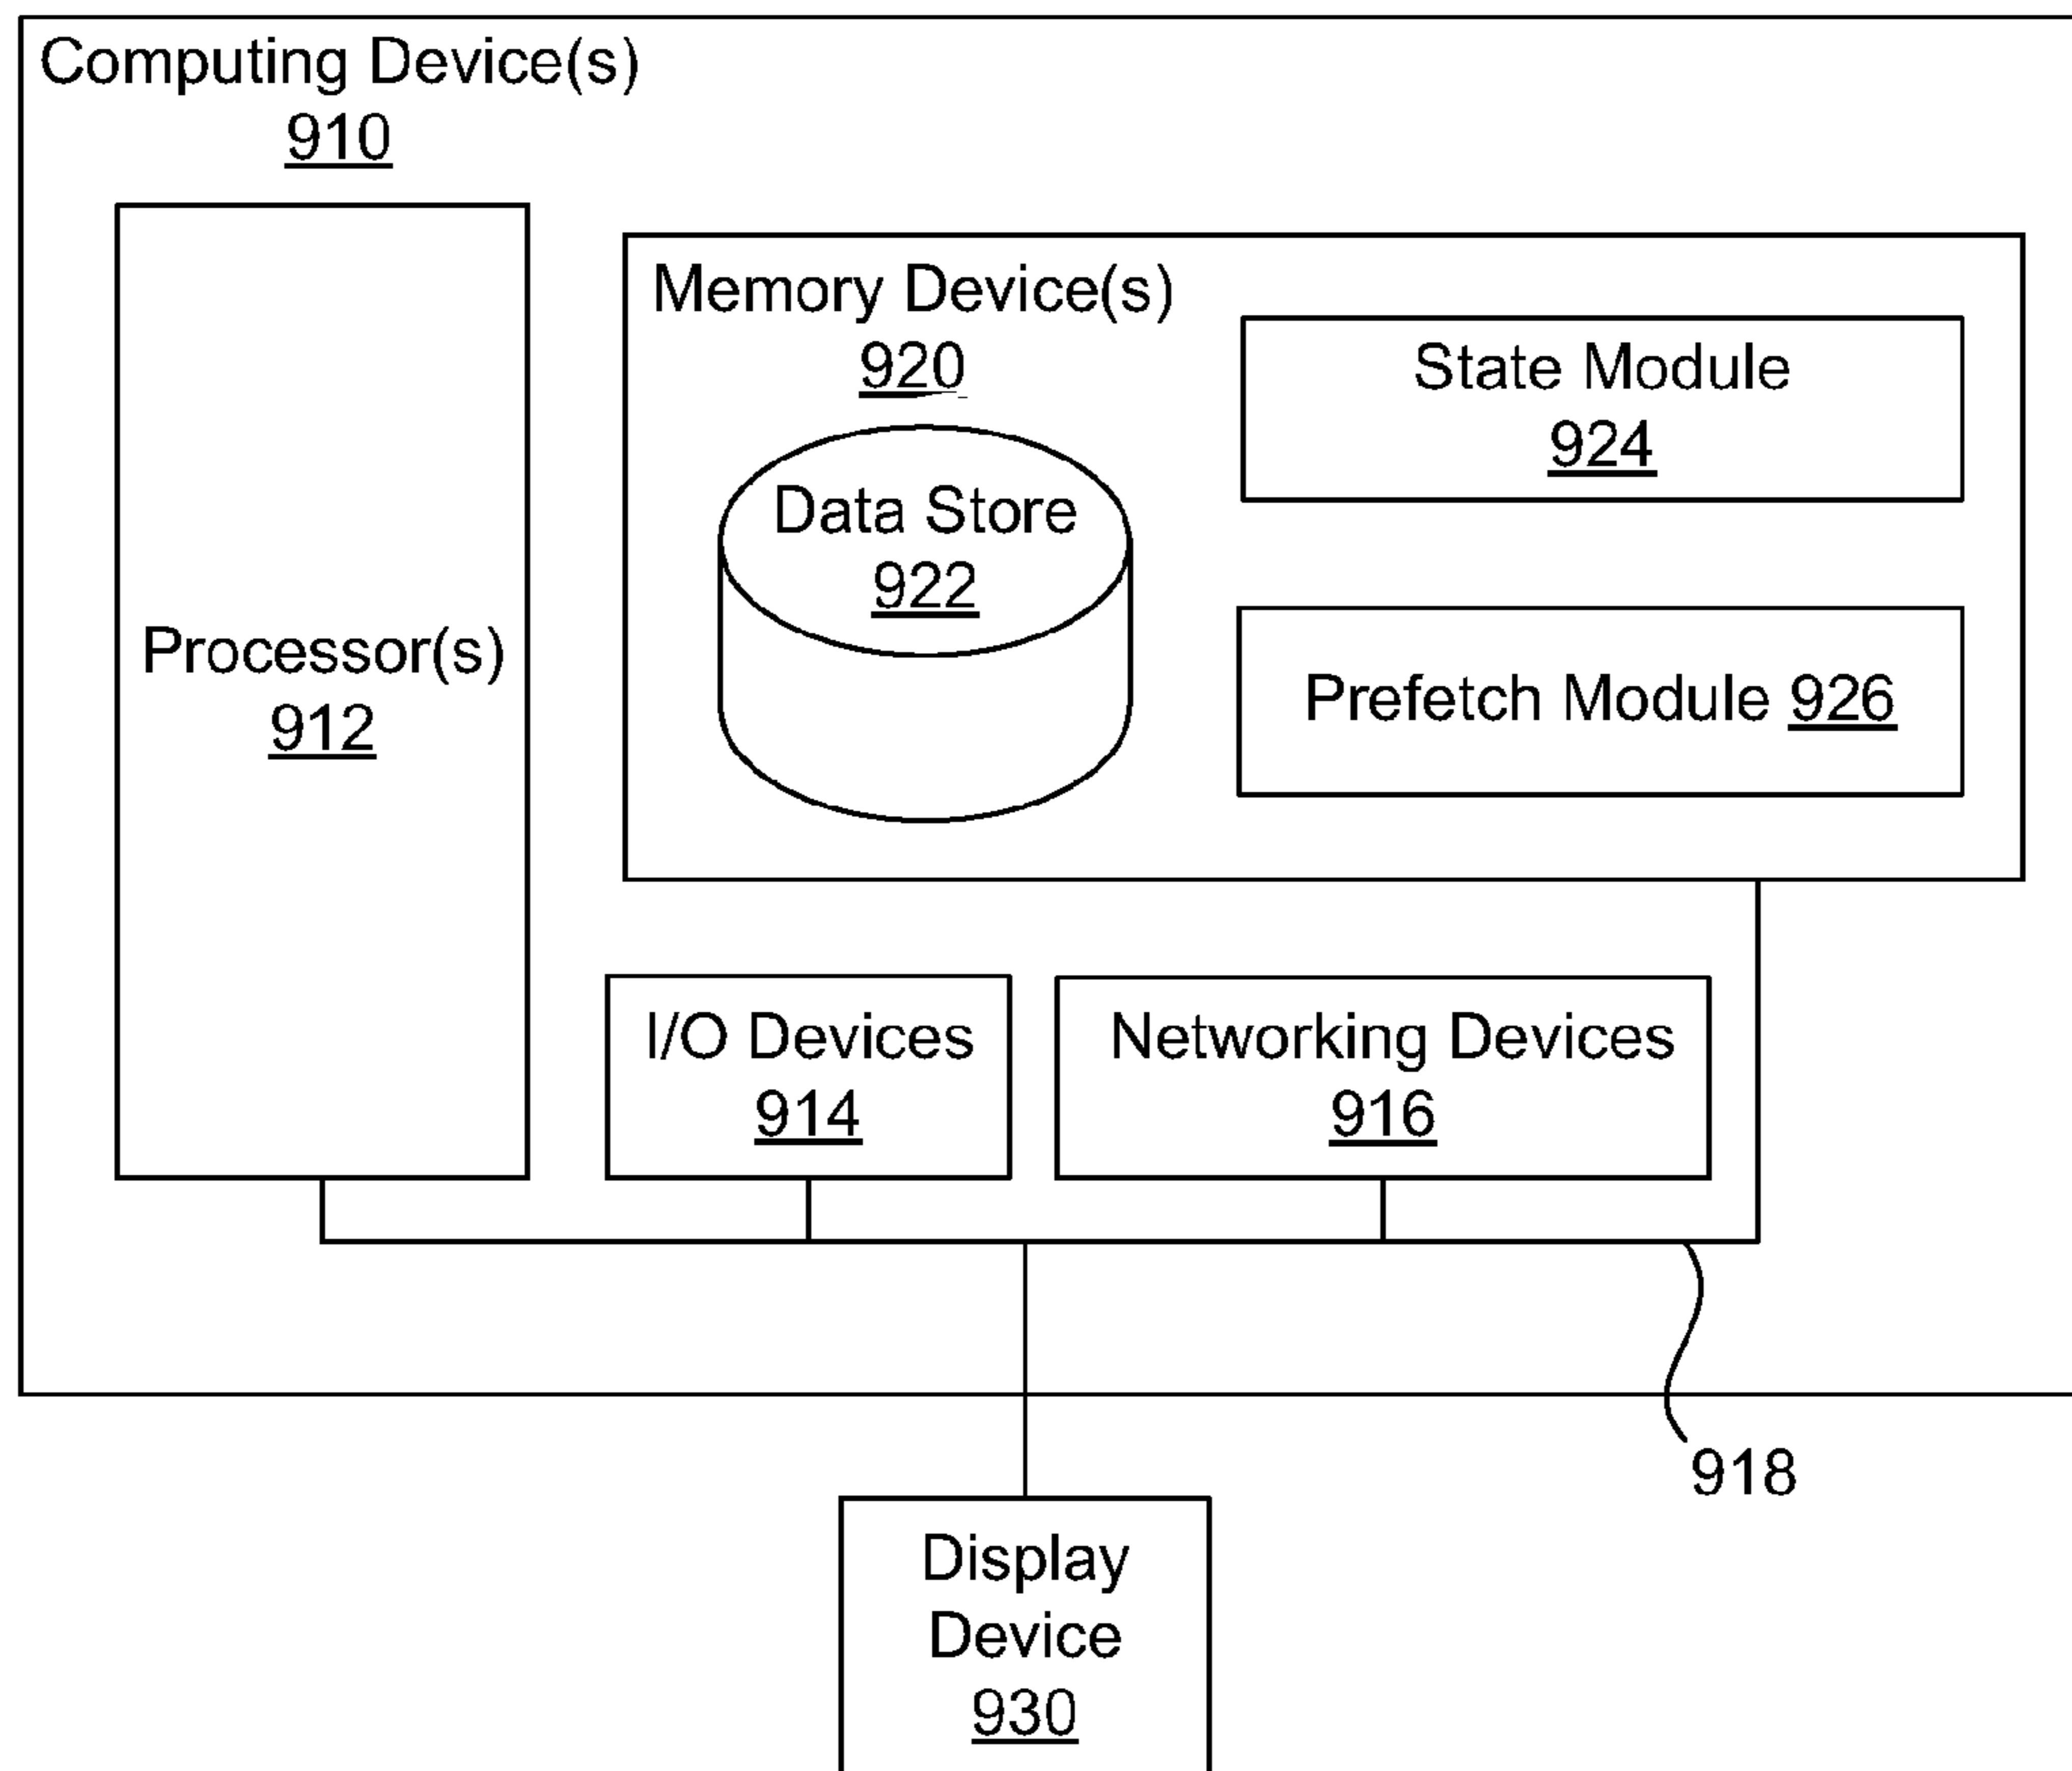 Computing Device(s)
910
Memory Device(s)
920
State Module
924
Data Store
922
Processor(s)
912
Prefetch Module 926
I/O Devices
914
Networking Devices
916
918
Display
Device
930